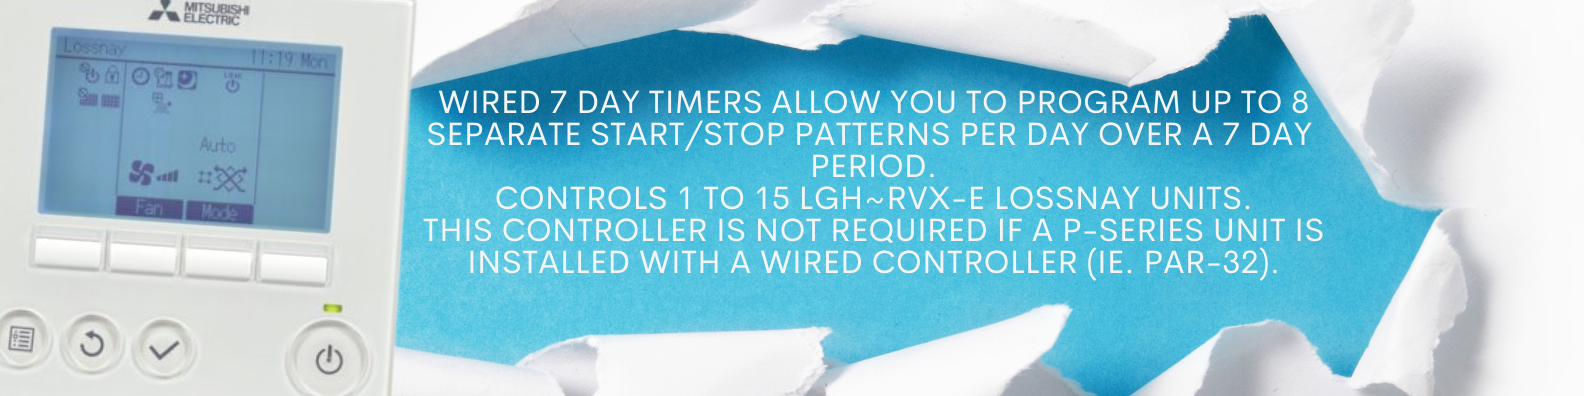 MITSUBISHI
ELECTRIC
Lossnay
11:19 Mon
LINK
Auto
Fan Mode
WIRED 7 DAY TIMERS ALLOW YOU TO PROGRAM UP TO 8
SEPARATE START/STOP PATTERNS PER DAY OVER A 7 DAY
PERIOD.
CONTROLS 1 TO 15 LGH~RVX-E LOSSNAY UNITS.
THIS CONTROLLER IS NOT REQUIRED IF A P-SERIES UNIT IS
INSTALLED WITH A WIRED CONTROLLER (IE. PAR-32).